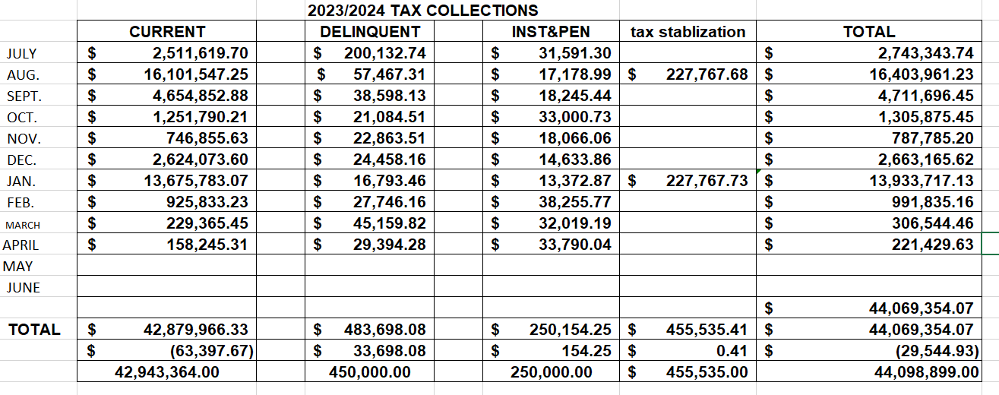 2023/2024 TAX COLLECTIONS
CURRENT DELINQUENT INST&PEN tax stablization TOTAL
JULY $ 2,511,619.70 $ 200,132.74 $ 31,591.30 $ 2,743,343.74
AUG. $ 16,101,547.25 $ 57,467.31 $ 17,178.99 $ 227,767.68 $ 16,403,961.23
SEPT. $ 4,654,852.88 $ 38,598.13 $ 18,245.44 $ 4,711,696.45
OCT. $ 1,251,790.21 $ 21,084.51 $ 33,000.73 $ 1,305,875.45
NOV. $ 746,855.63 $ 22,863.51 $ 18,066.06 $ 787,785.20
DEC. $ 2,624,073.60 $ 24,458.16 $ 14,633.86 $ 2,663,165.62
JAN. $ 13,675,783.07 $ 16,793.46 $ 13,372.87 $ 227,767.73 $ 13,933,717.13
FEB. $ 925,833.23 $ 27,746.16 $ 38,255.77 $ 991,835.16
MARCH $ 229,365.45 $ 45,159.82 $ 32,019.19 $ 306,544.46
APRIL $ 158,245.31 $ 29,394.28 $ 33,790.04 $ 221,429.63
MAY
JUNE
$ 44,069,354.07
TOTAL $ 42,879,966.33 $ 483,698.08 $ 250,154.25 $ 455,535.41 $ 44,069,354.07
$ (63,397.67) $ 33,698.08 $ 154.25 $ 0.41 $ (29,544.93)
42,943,364.00 450,000.00 250,000.00 $ 455,535.00 44,098,899.00